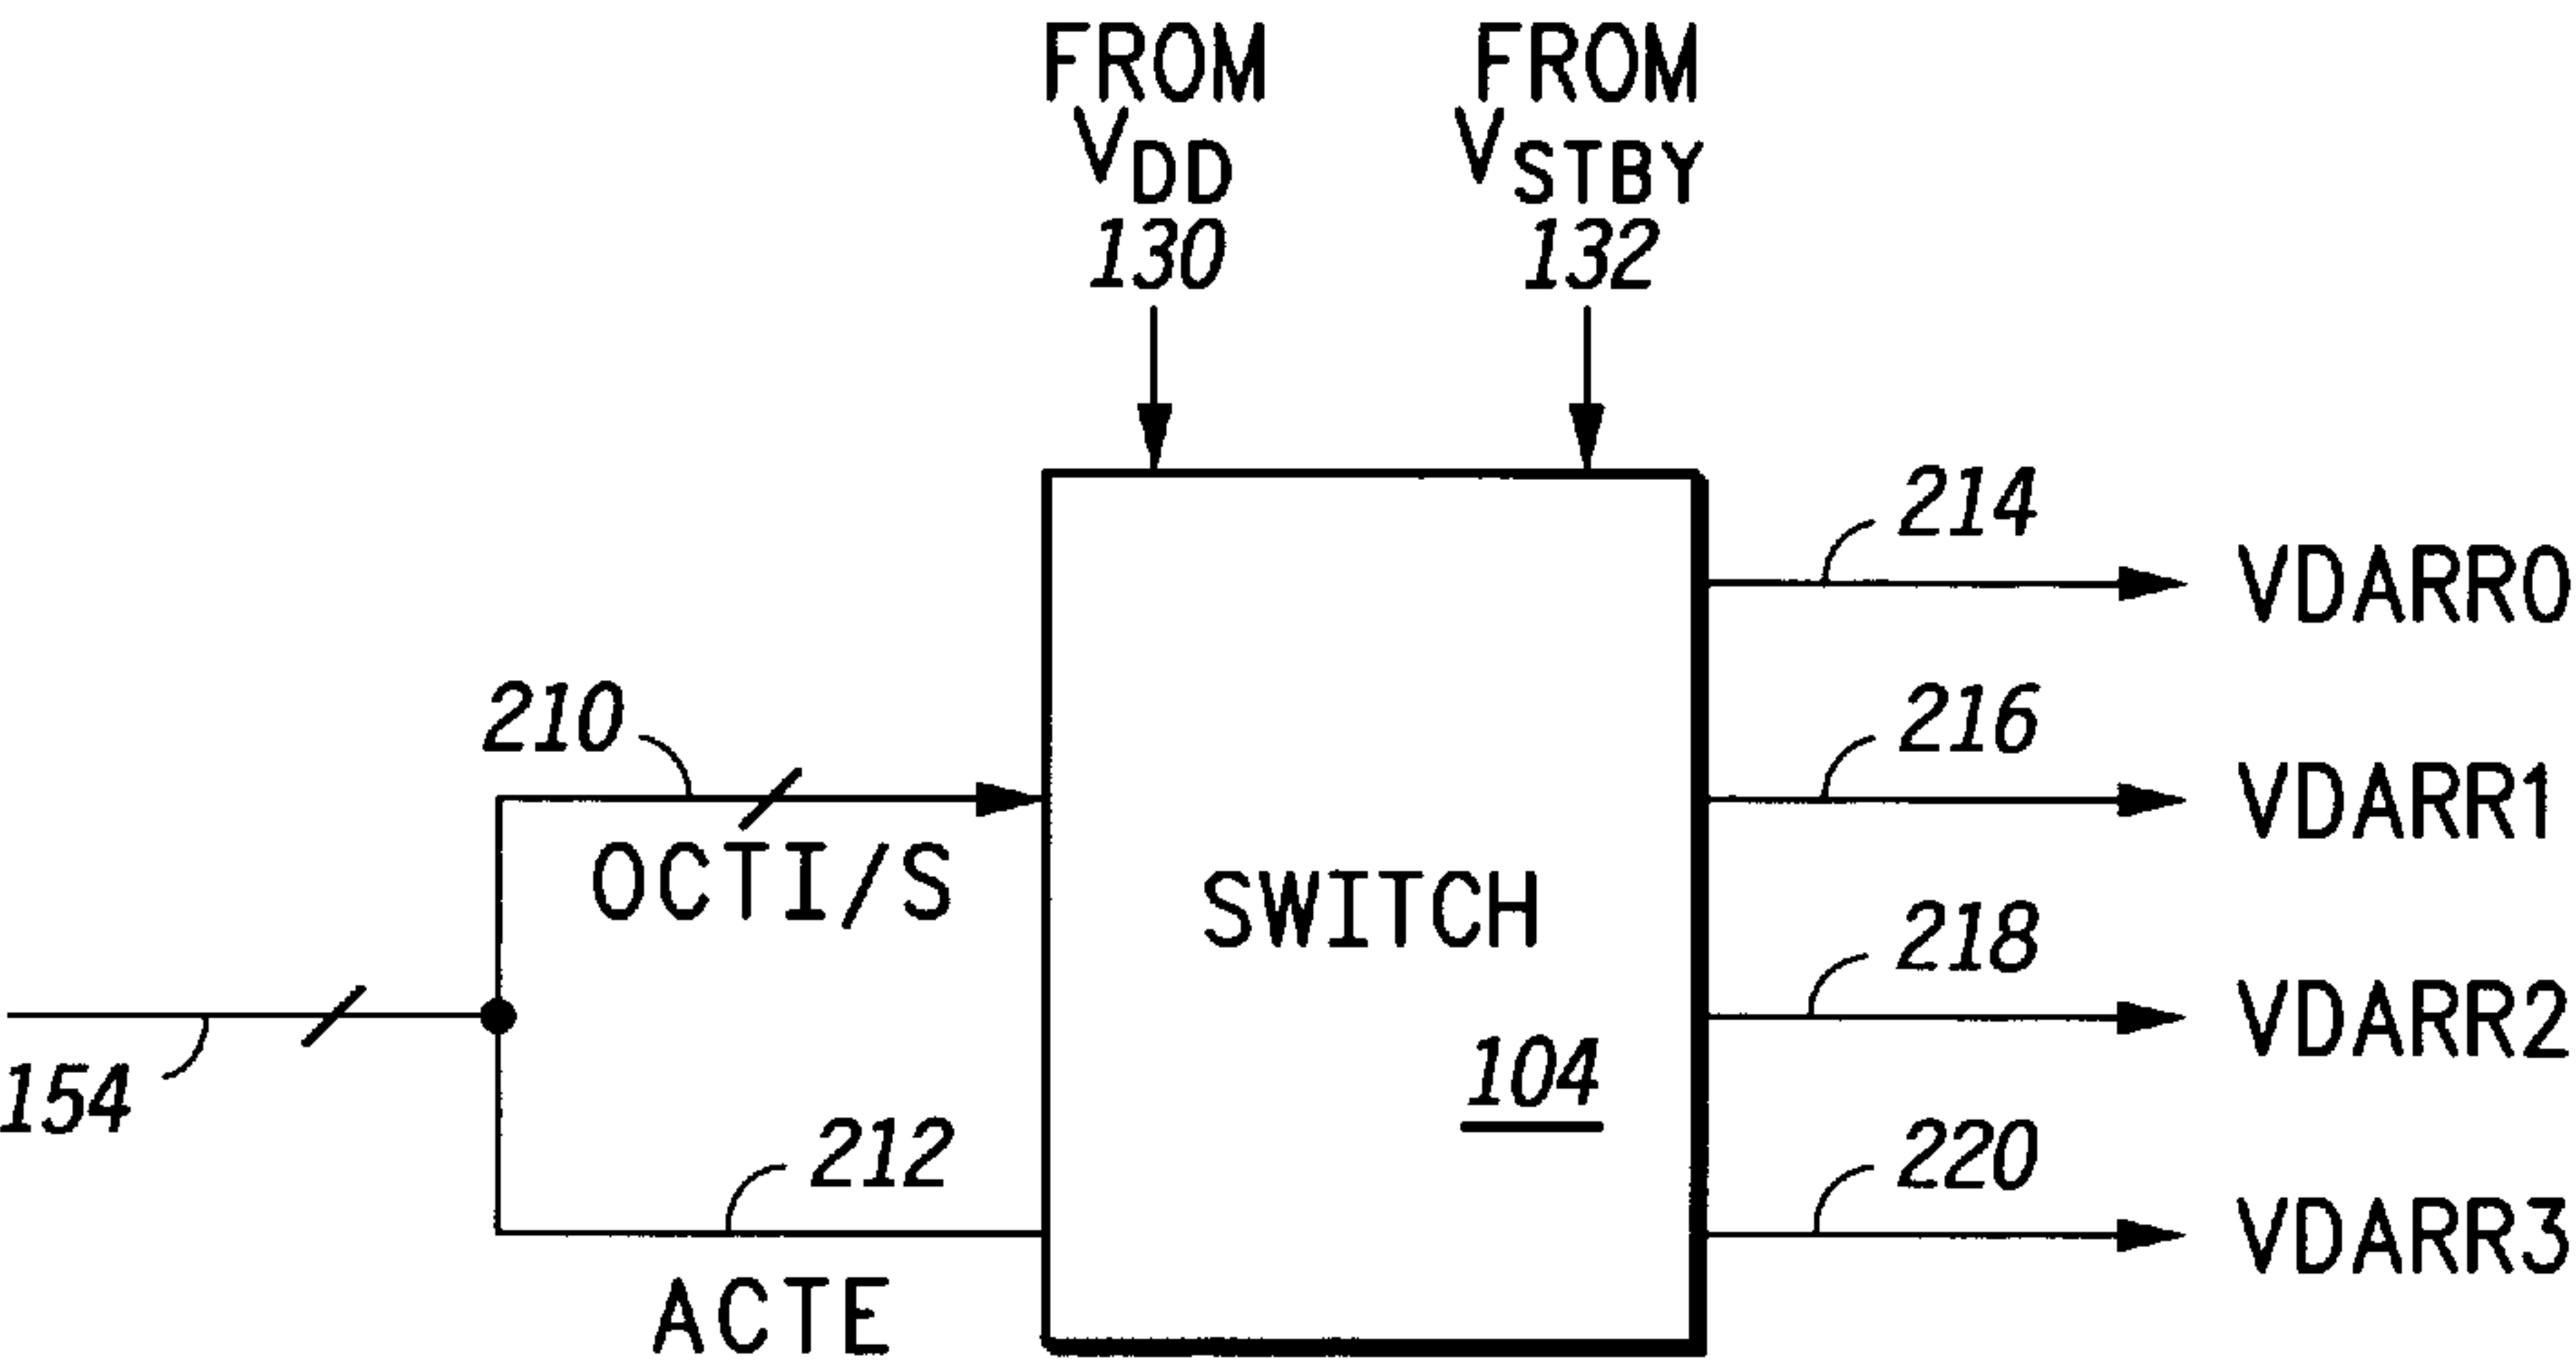 FROM
VDD
130
FROM
VSTBY
132
214
VDARR0
210
216
VDARR1
OCTI/S
SWITCH
218
VDARR2
154
104
212
220
VDARR3
ACTE